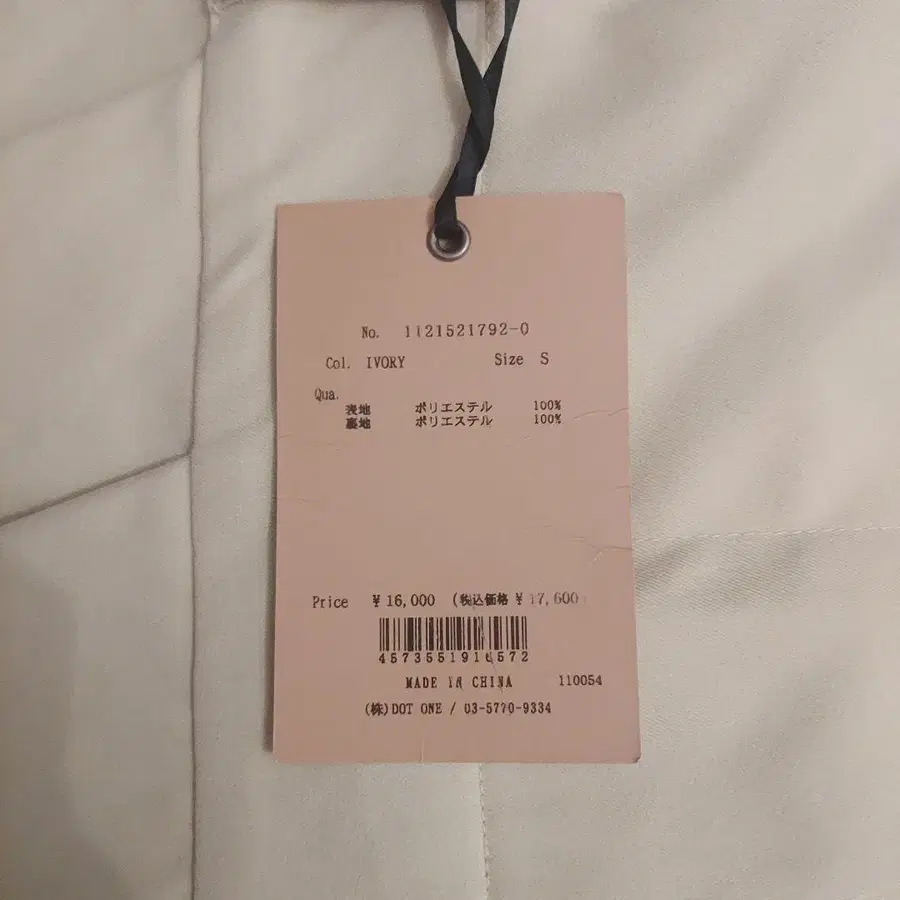 No. 1121521792-0
Col. IVORY Size S
Qua.
表地 ポリエステル 100%
裏地 ポリエステル 100%
Price ¥16,000 (税込価格 ¥17,600)
MADE IN CHINA 110054
(株)DOT ONE / 03-5770-9334